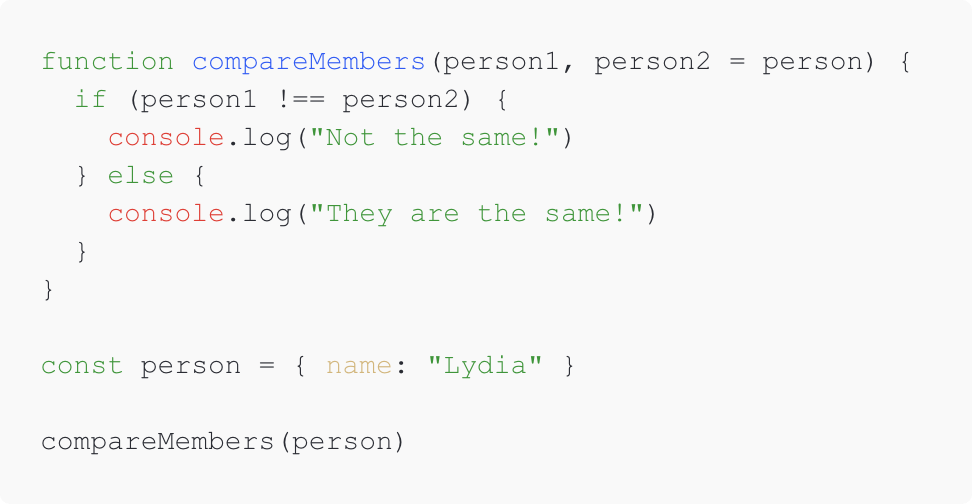 function compareMembers(person1, person2 = person) {
  if (person1 !== person2) {
    console.log("Not the same!")
  } else {
    console.log("They are the same!")
  }
}

const person = { name: "Lydia" }

compareMembers(person)